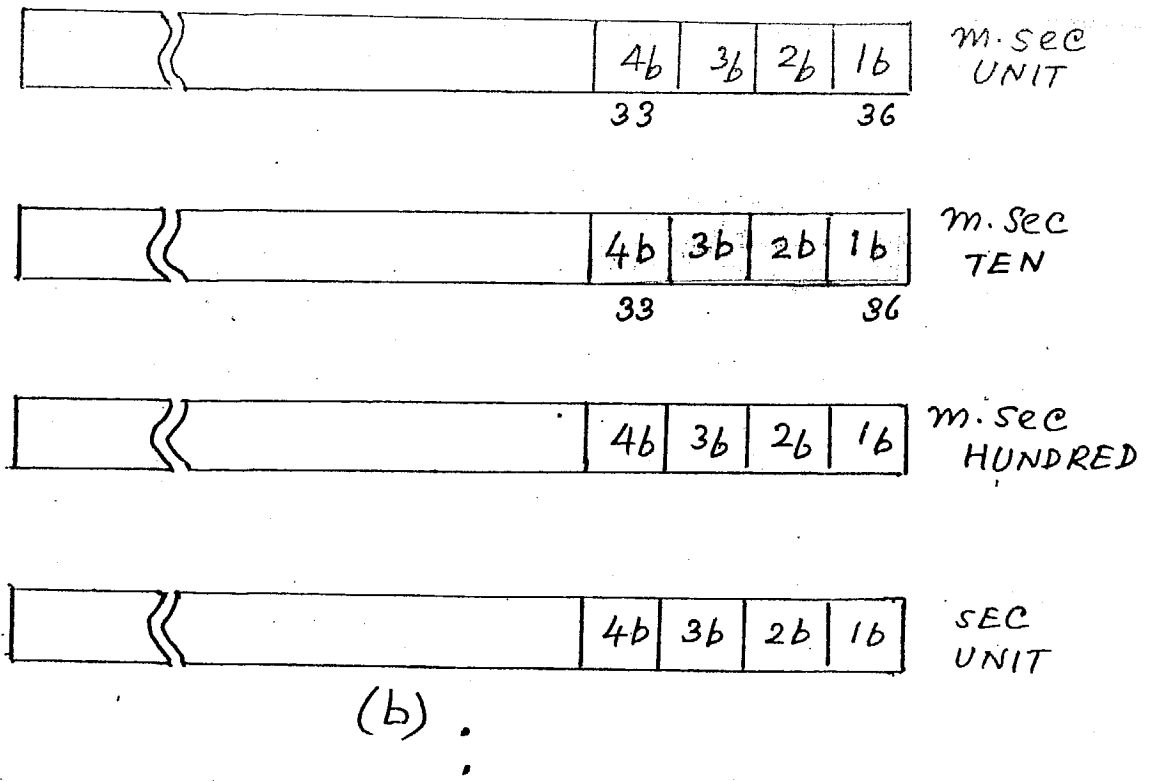 4b 3b 2b 1b m.sec
UNIT
33 36
4b 3b 2b 1b m.sec
TEN
33 36
4b 3b 2b 1b m.sec
HUNDRED
4b 3b 2b 1b SEC
UNIT
(b)